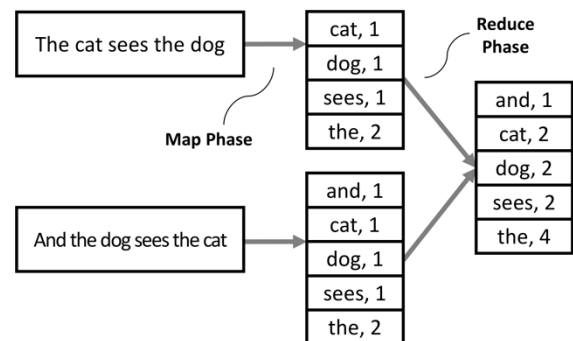 The cat sees the dog
cat, 1
dog, 1
sees, 1
the, 2
Map Phase
Reduce
Phase
And the dog sees the cat
and, 1
cat, 1
dog, 1
sees, 1
the, 2
and, 1
cat, 2
dog, 2
sees, 2
the, 4